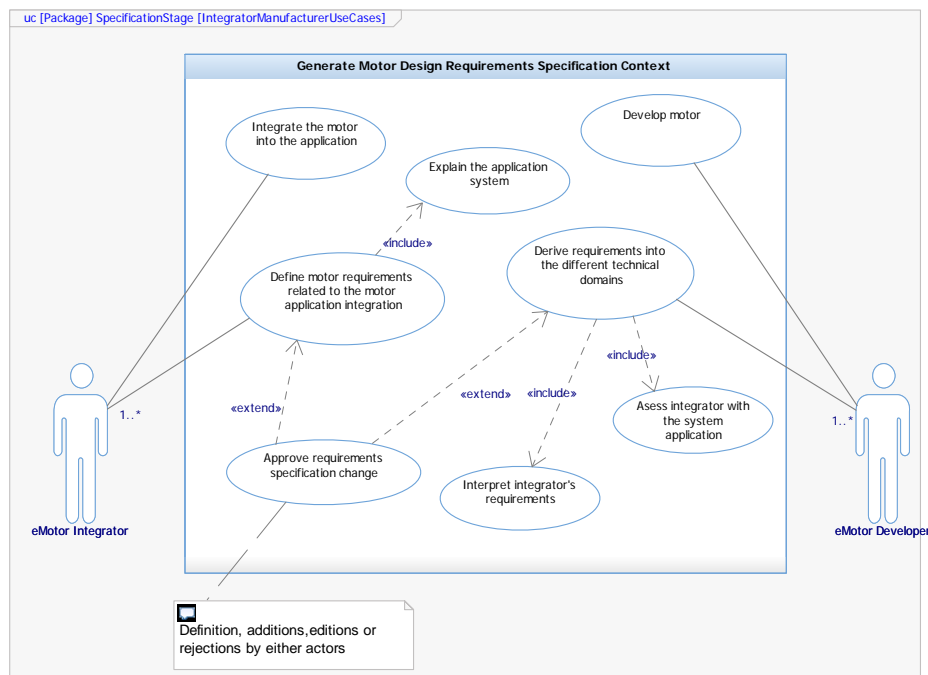 uc [Package] SpecificationStage [IntegratorManufacturerUseCases]
Generate Motor Design Requirements Specification Context
Integrate the motor
into the application
Develop motor
Explain the application
system
«include»
Derive requirements into
the different technical
domains
Define motor requirements
related to the motor
application integration
«include»
«extend»
«extend»
«include»
1..*
1..*
Asess integrator with
the system
application
Approve requirements
specification change
Interpret integrator's
requirements
eMotor Integrator
eMotor Developer
Definition, additions,editions or
rejections by either actors